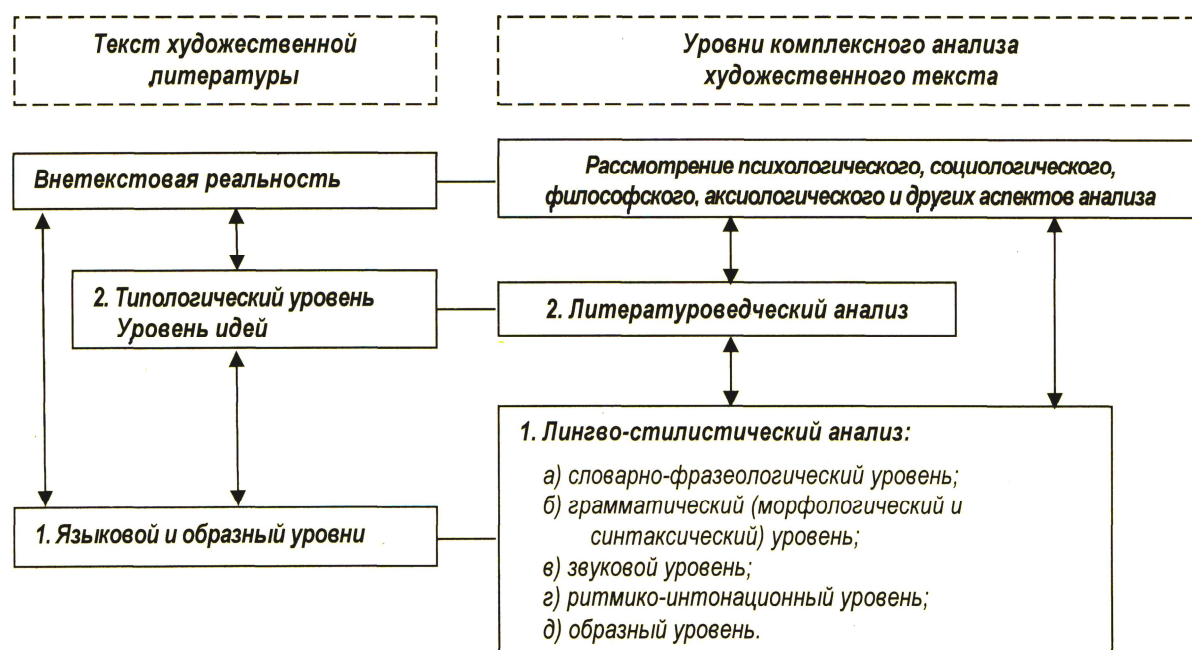 Текст художественной
литературы
Уровни комплексного анализа
художественного текста
Внетекстовая реальность
Рассмотрение психологического, социологического,
философского, аксиологического и других аспектов анализа
2. Типологический уровень
Уровень идей
2. Литературоведческий анализ
1. Языковой и образный уровни
1. Лингво-стилистический анализ:
а) словарно-фразеологический уровень;
б) грамматический (морфологический и
синтаксический) уровень;
в) звуковой уровень;
г) ритмико-интонационный уровень;
д) образный уровень.